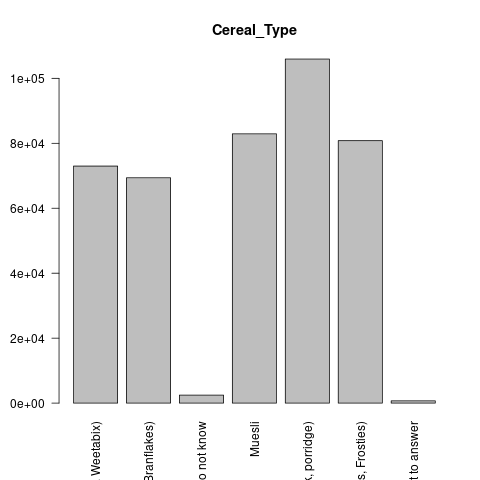 Cereal_Type
1e+05
8e+04
6e+04
4e+04
2e+04
0e+00
Weetabix)
Branflakes)
o not know
Muesli
, porridge)
s, Frosties)
t to answer